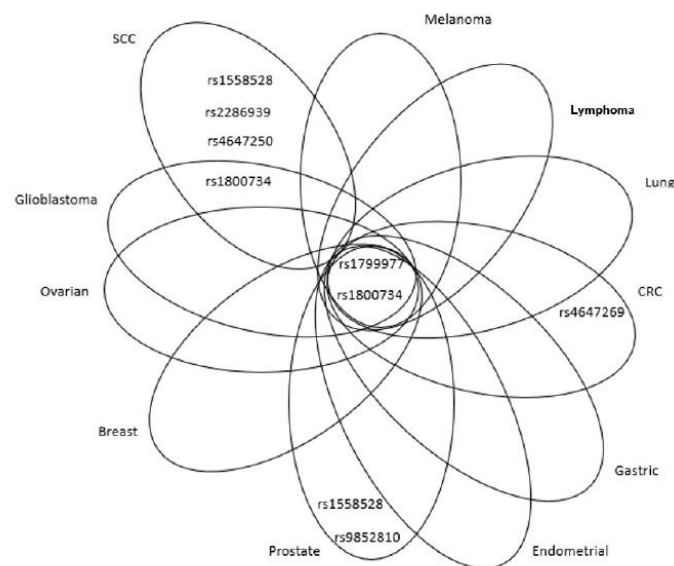 Melanoma
SCC
rs1558528
Lymphoma
rs2286939
rs4647250
rs1800734
Lung
Glioblastoma
rs1799977
Ovarian
rs1800734
CRC
rs4647269
Breast
Gastric
rs1558528
rs9852810
Prostate
Endometrial